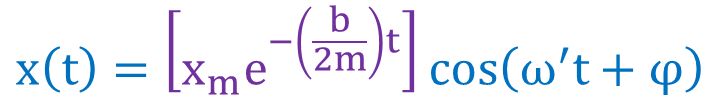 x(t) = [xₘe^(-(b/2m)t)] cos(ω′t + φ)